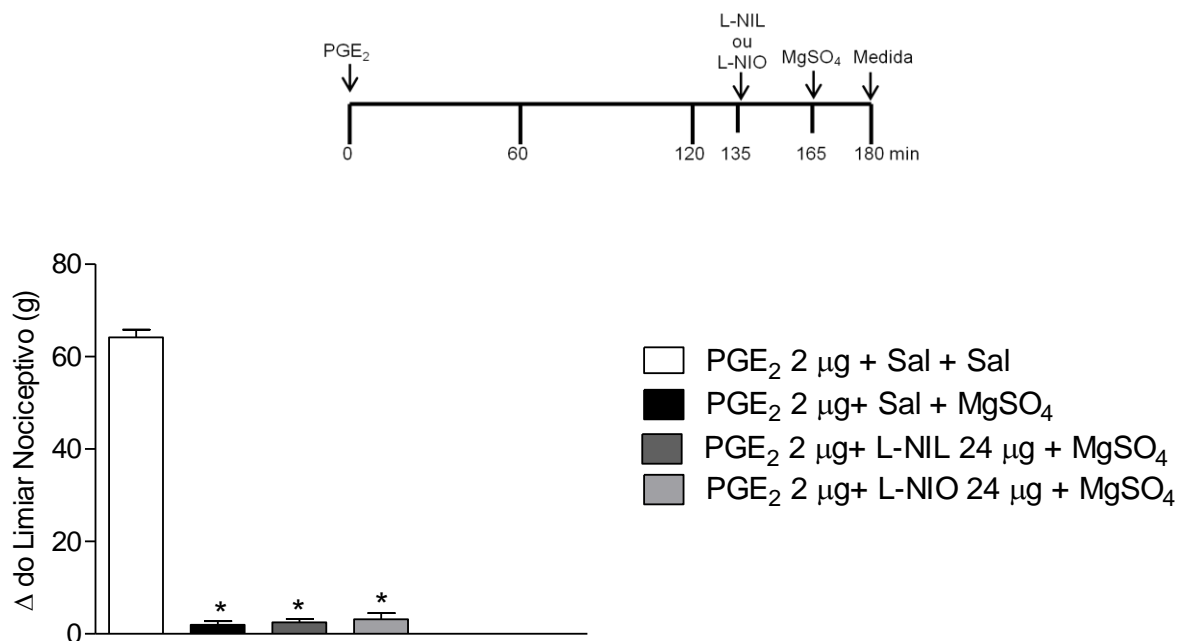 L-NIL
ou
L-NIO
PGE₂
MgSO₄
Medida
0
60
120
135
165
180 min
Δ do Limiar Nociceptivo (g)
80
60
40
20
0
*
*
*
PGE₂ 2 μg + Sal + Sal
PGE₂ 2 μg+ Sal + MgSO₄
PGE₂ 2 μg+ L-NIL 24 μg + MgSO₄
PGE₂ 2 μg+ L-NIO 24 μg + MgSO₄